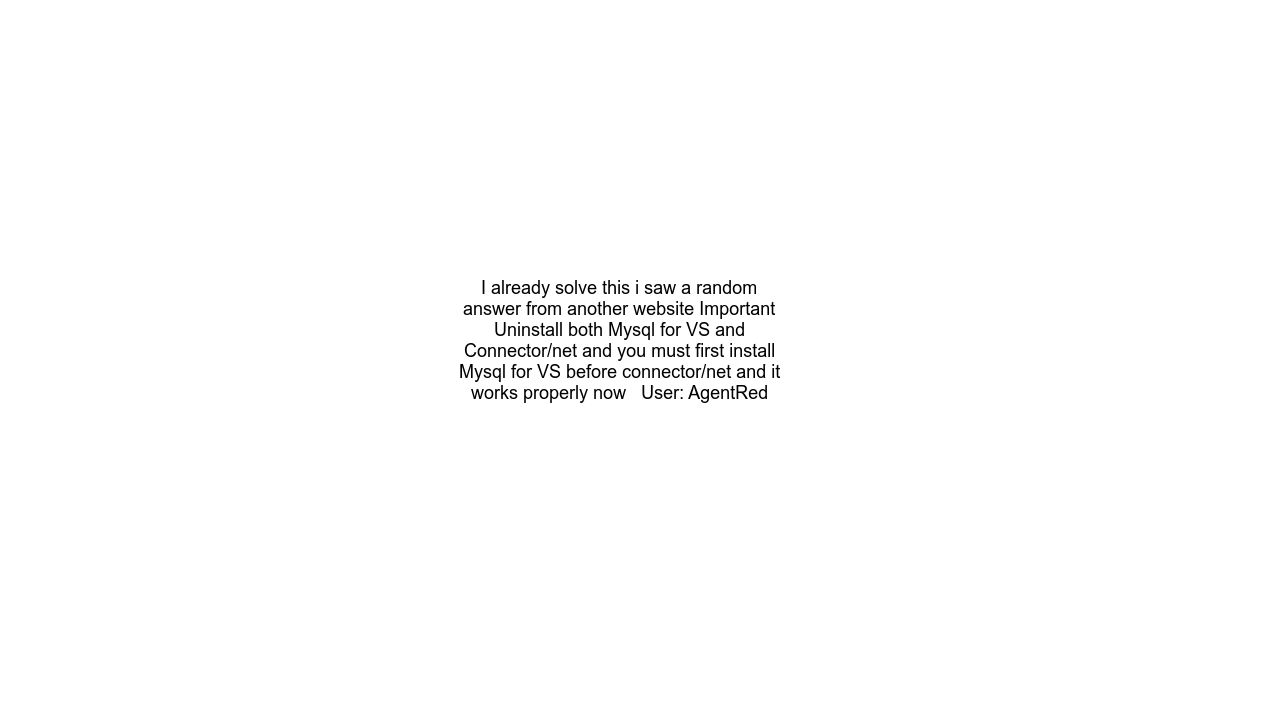 I already solve this i saw a random
answer from another website Important
Uninstall both Mysql for VS and
Connector/net and you must first install
Mysql for VS before connector/net and it
works properly now   User: AgentRed